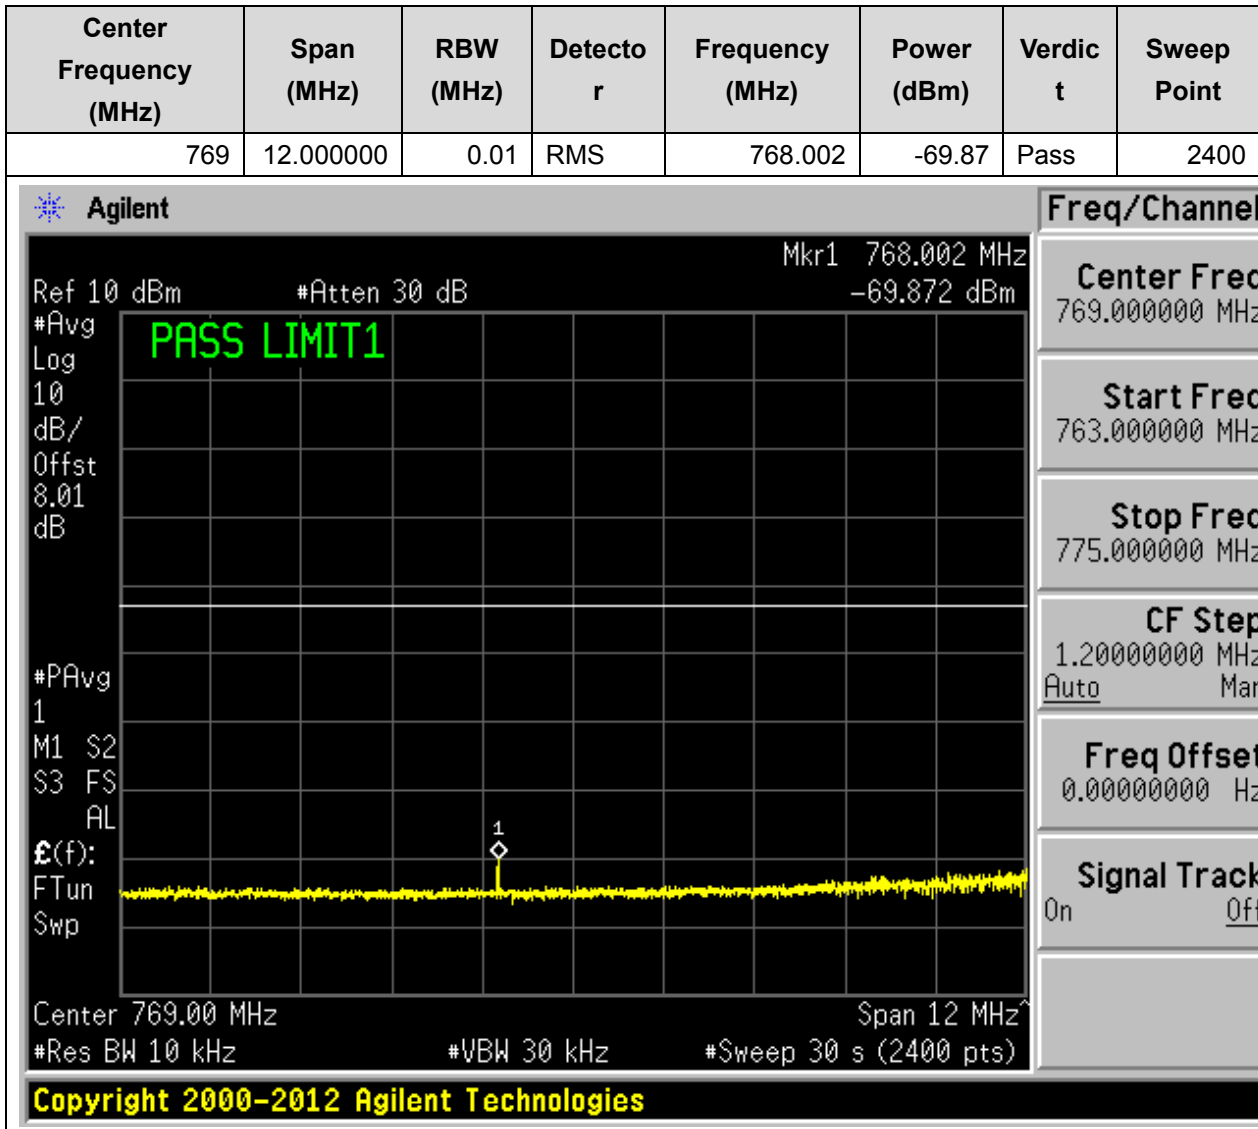 Center Frequency (MHz) Span (MHz) RBW (MHz) Detecto r Frequency (MHz) Power (dBm) Verdic t Sweep Point
769 12.000000 0.01 RMS 768.002 -69.87 Pass 2400
Agilent
Freq/Channel
Mkr1 768.002 MHz
Ref 10 dBm #Atten 30 dB -69.872 dBm
#Avg
Log
10
dB/
Offst
8.01
dB
PASS LIMIT1
#PAvg
1
M1 S2
S3 FS
AL
£(f):
FTun
Swp
1
Center 769.00 MHz Span 12 MHz^
#Res BW 10 kHz #VBW 30 kHz #Sweep 30 s (2400 pts)
Center Freq
769.000000 MHz
Start Freq
763.000000 MHz
Stop Freq
775.000000 MHz
CF Step
1.20000000 MHz
Auto Man
Freq Offset
0.00000000 Hz
Signal Track
On Off
Copyright 2000-2012 Agilent Technologies